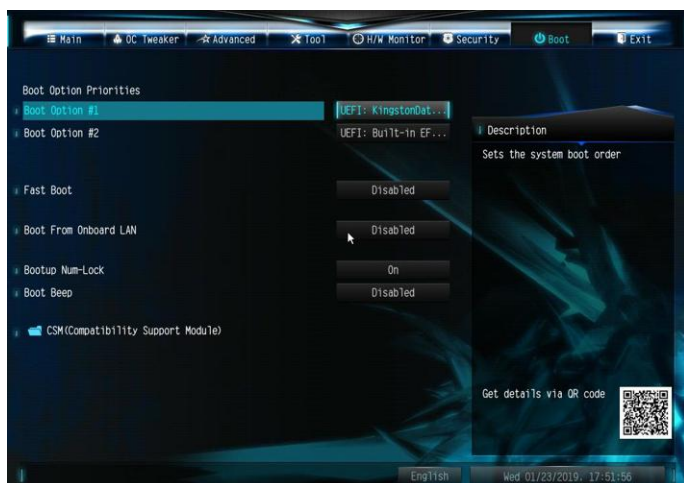 Main OC Tweaker Advanced Tool H/W Monitor Security Boot Exit
Boot Option Priorities
Boot Option #1 UEFI: KingstonDat...
Boot Option #2 UEFI: Built-in EF...
Description
Sets the system boot order
Fast Boot Disabled
Boot From Onboard LAN Disabled
Bootup Num-Lock On
Boot Beep Disabled
CSM(Compatibility Support Module)
Get details via QR code
English Wed 01/23/2019. 17:51:56